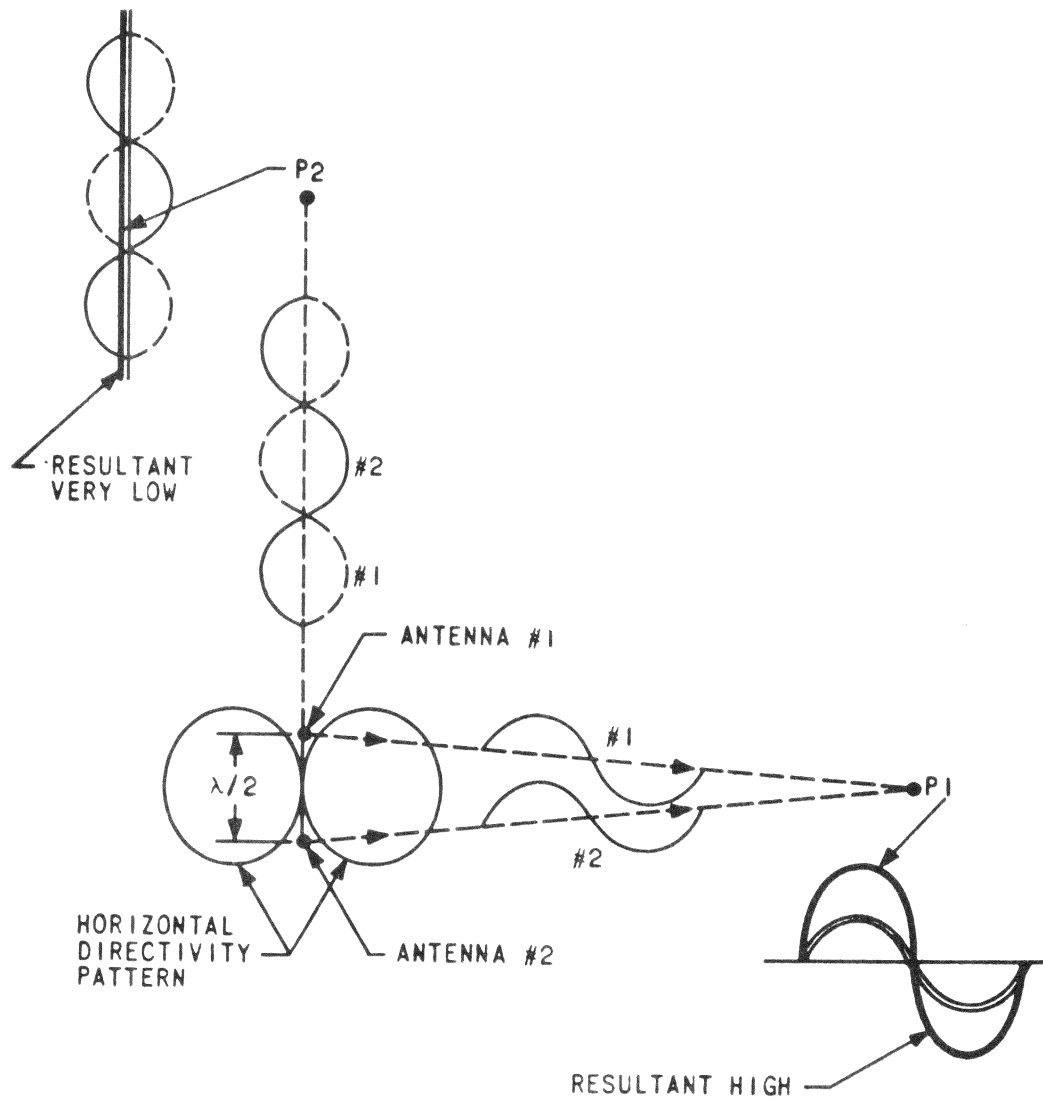 P2
RESULTANT
VERY LOW
#2
#1
ANTENNA #1
λ/2
#1
#2
P1
HORIZONTAL
DIRECTIVITY
PATTERN
ANTENNA #2
RESULTANT HIGH